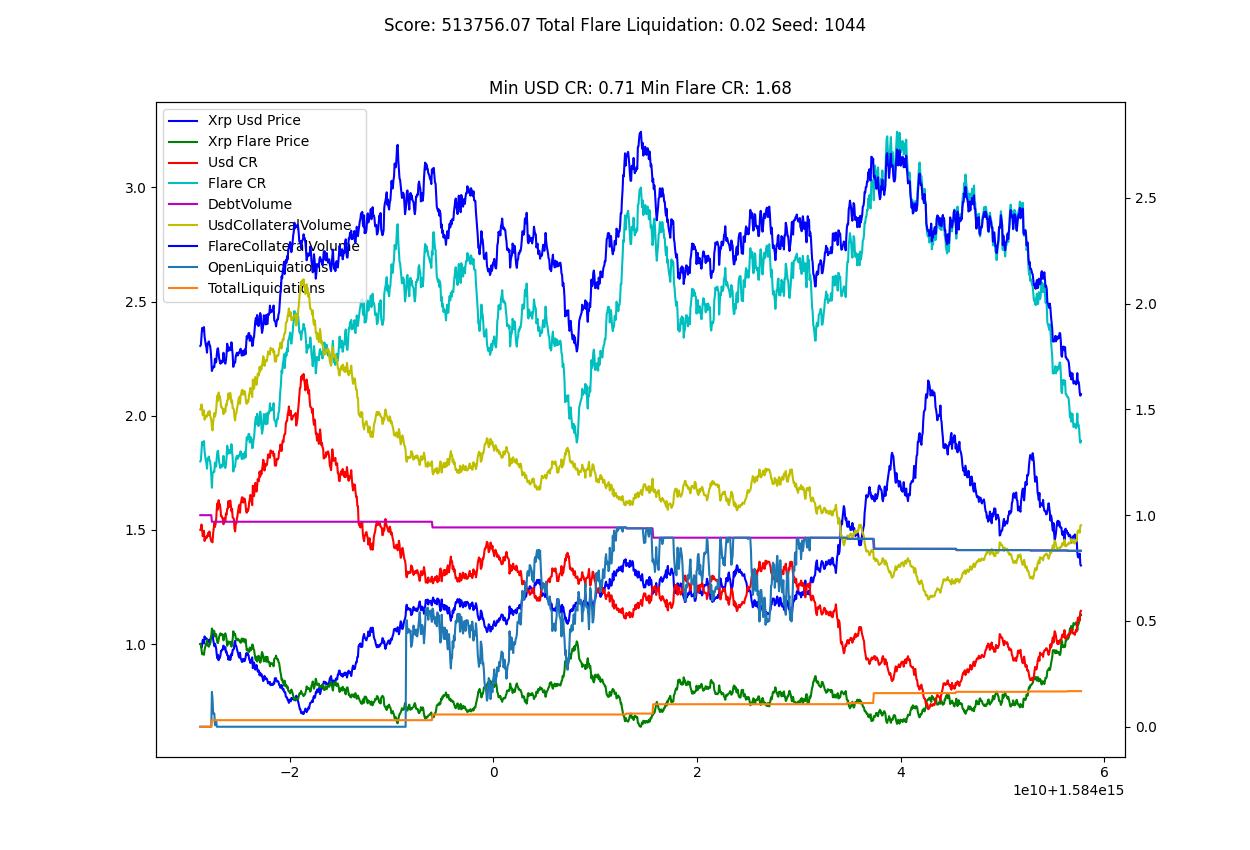 Score: 513756.07 Total Flare Liquidation: 0.02 Seed: 1044
Min USD CR: 0.71 Min Flare CR: 1.68
Xrp Usd Price
Xrp Flare Price
Usd CR
Flare CR
DebtVolume
UsdCollateralVolume
FlareCollateralVolume
OpenLiquidations
TotalLiquidations
3.0
2.5
2.0
1.5
1.0
2.5
2.0
1.5
1.0
0.5
0.0
−2
0
2
4
6
1e10+1.584e15